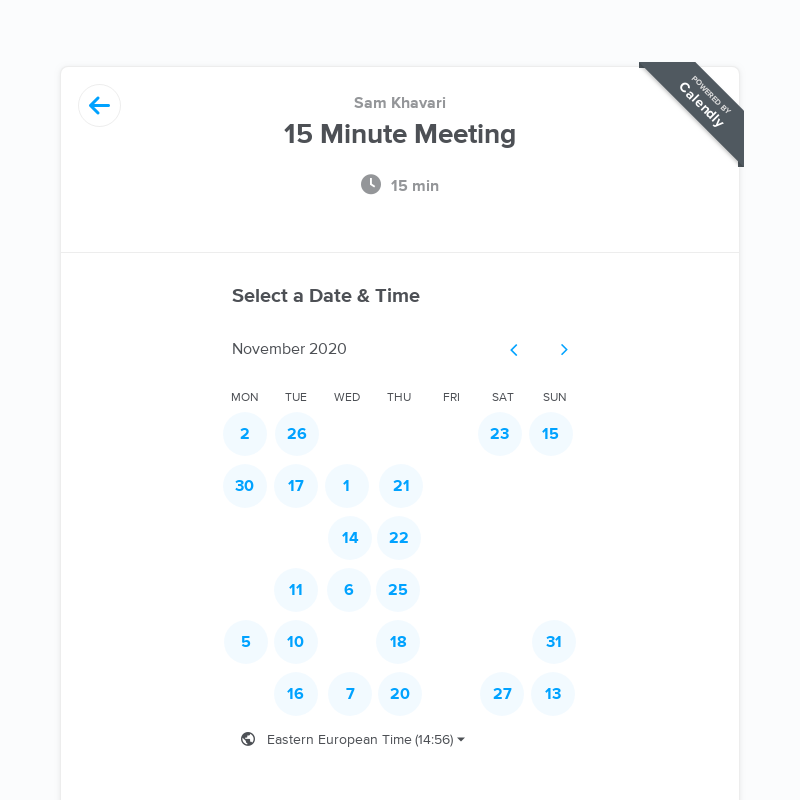 POWERED BY
Calendly
Sam Khavari
15 Minute Meeting
15 min
Select a Date & Time
November 2020
MON TUE WED THU FRI SAT SUN
2 26 23 15
30 17 1 21
14 22
11 6 25
5 10 18 31
16 7 20 27 13
Eastern European Time (14:56)